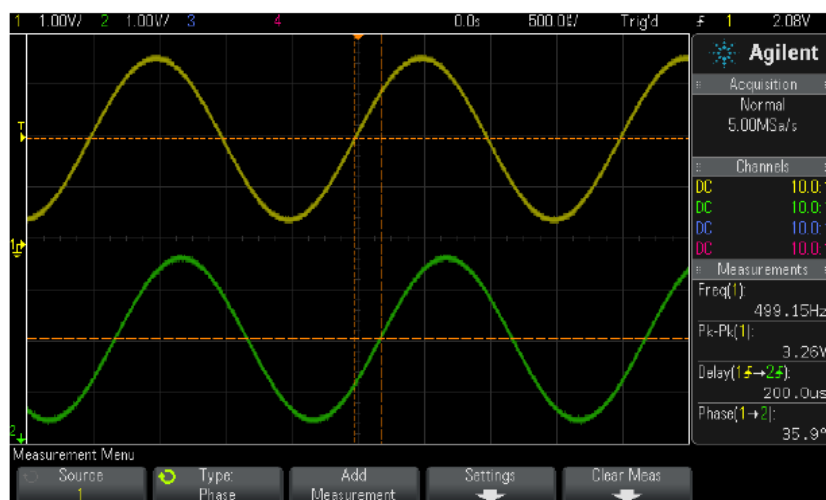 1 1.00V/ 2 1.00V/ 3 4 0.0s 500.0µ/ Trig'd 1 2.08V
Agilent
Acquisition
Normal
5.00MSa/s
Channels
DC 10.0:1
DC 10.0:1
DC 10.0:1
DC 10.0:1
Measurements
Freq(1):
499.15Hz
Pk-Pk(1):
3.26V
Delay(1→2):
200.0us
Phase(1→2):
35.9°
T
1
2
Measurement Menu
Source
1
Type:
Phase
Add
Measurement
Settings
Clear Meas